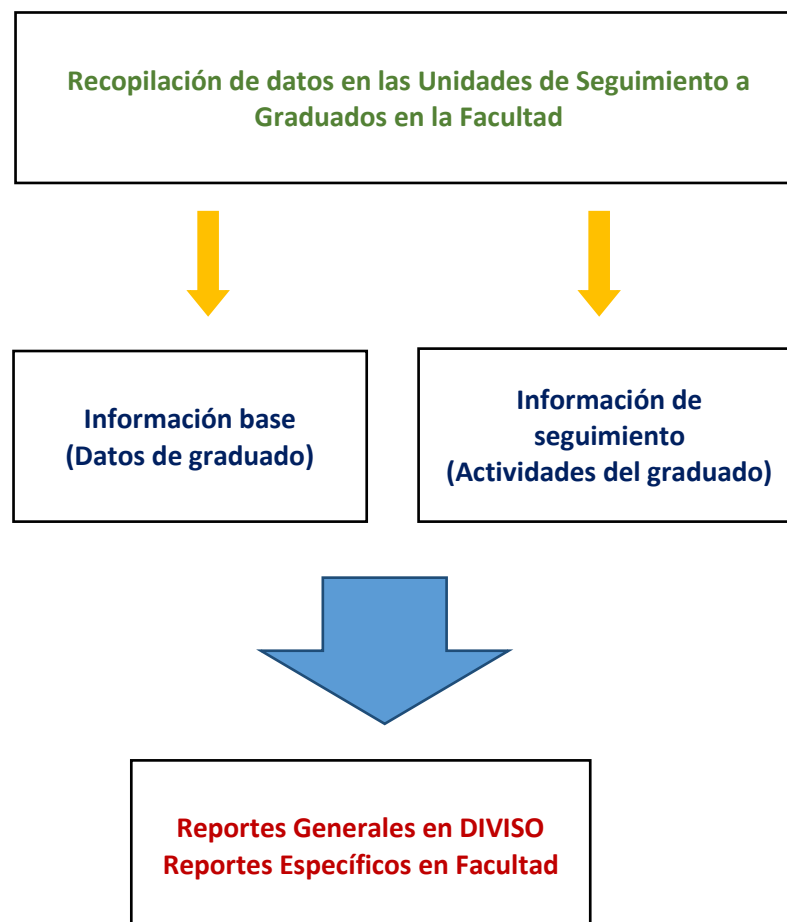 Recopilación de datos en las Unidades de Seguimiento a
Graduados en la Facultad
Información base
(Datos de graduado)
Información de
seguimiento
(Actividades del graduado)
Reportes Generales en DIVISO
Reportes Específicos en Facultad